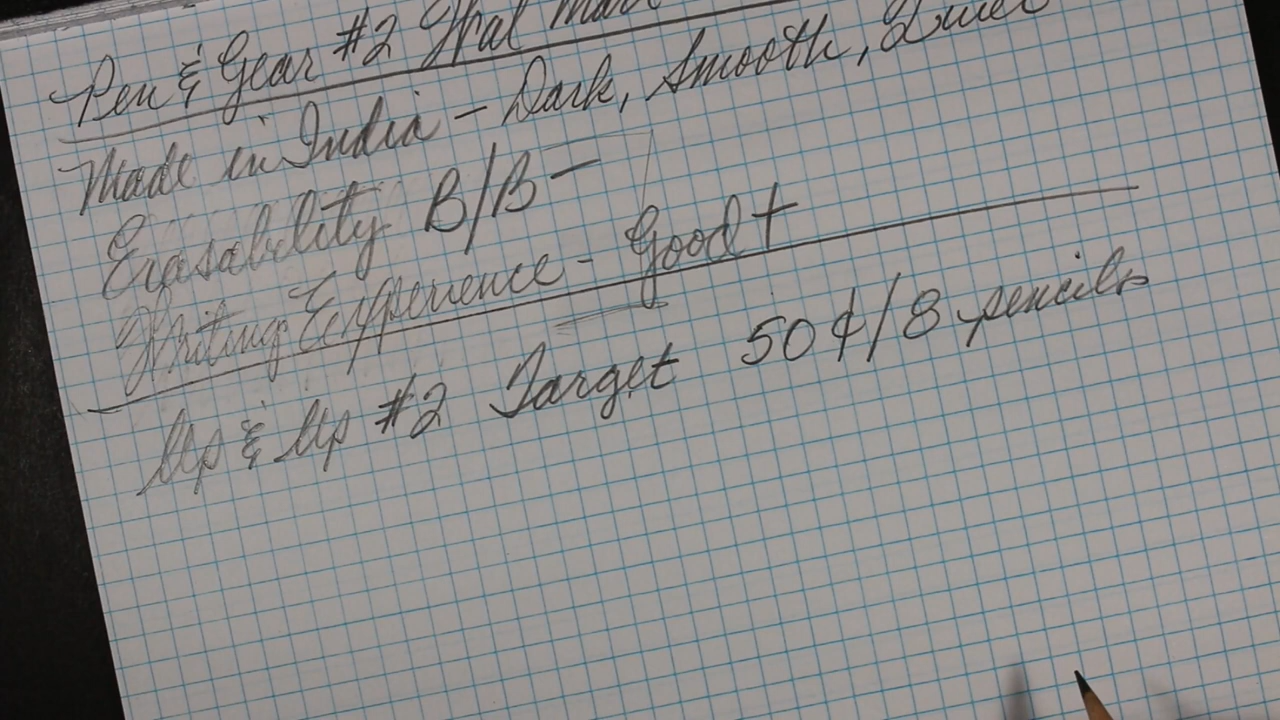 Pen & Gear #2 Wal Mart
Made in India - Dark, Smooth, Quiet
Erasability B/B-
Writing Experience - Good +
Up & Up #2 Target 50¢/8 pencils